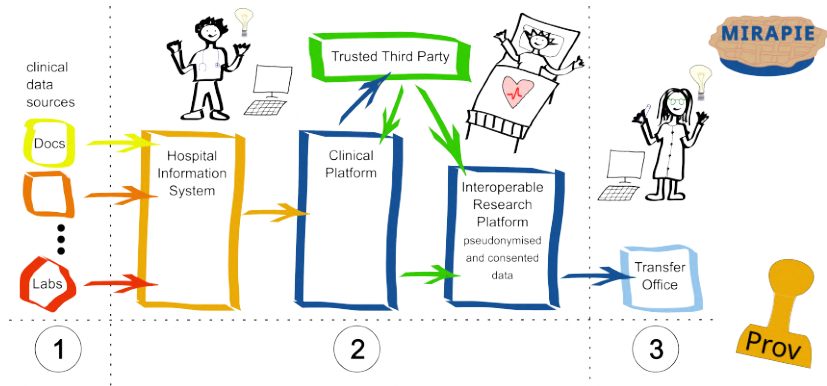 MIRAPIE
clinical
data
sources
Docs
Labs
Hospital
Information
System
Trusted Third Party
Clinical
Platform
Interoperable
Research
Platform
pseudonymised
and consented
data
Transfer
Office
Prov
1
2
3